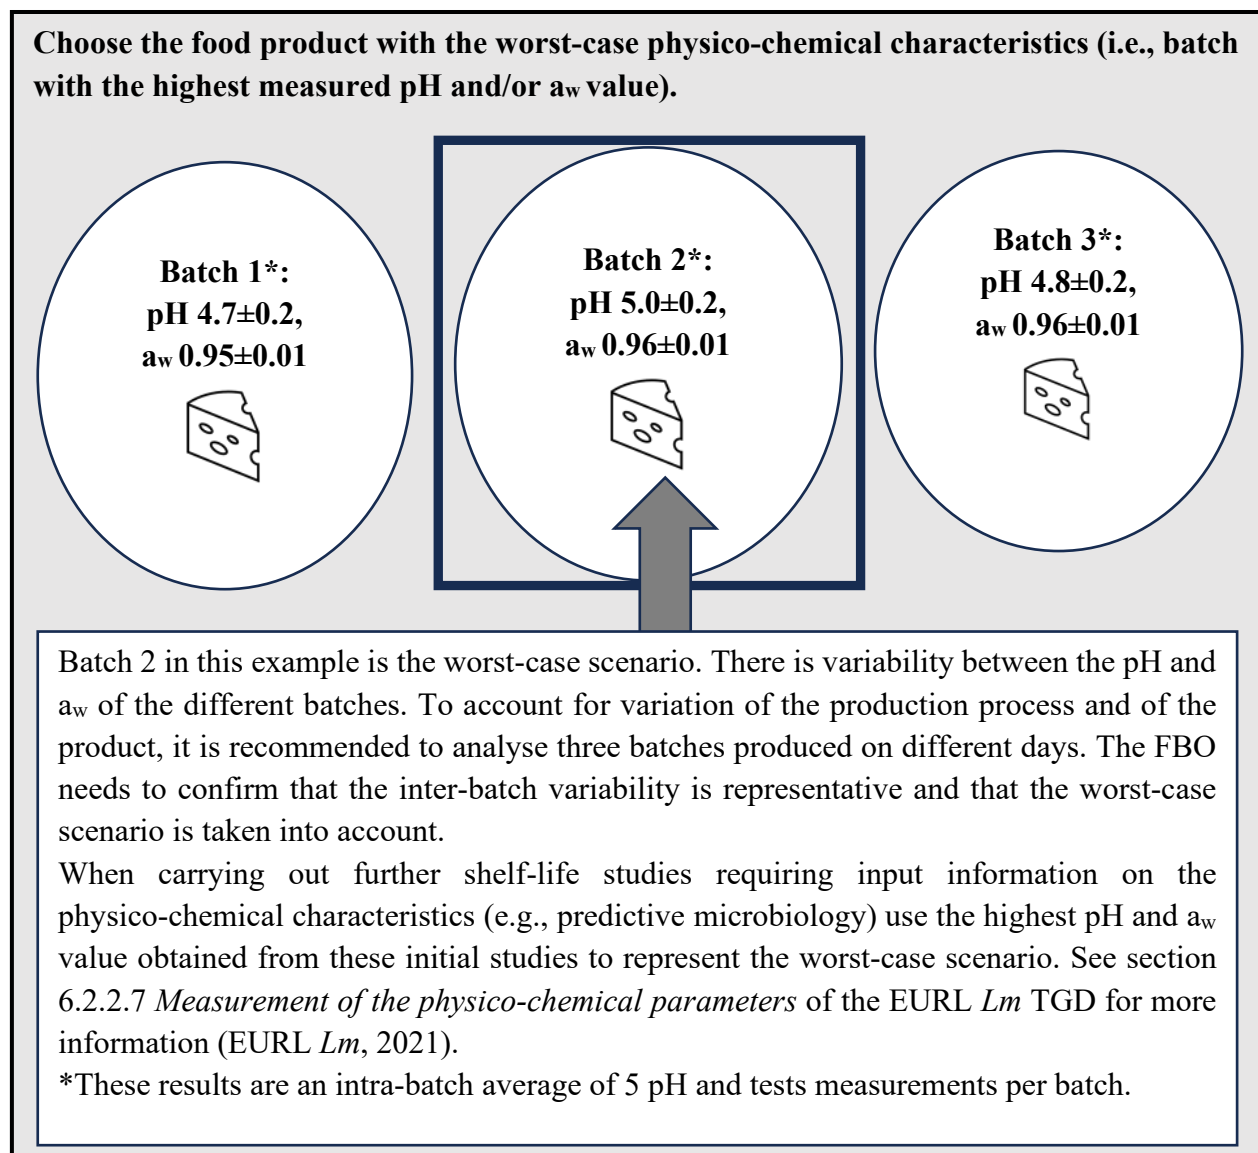 Choose the food product with the worst-case physico-chemical characteristics (i.e., batch
with the highest measured pH and/or aw value).
Batch 1*:
pH 4.7±0.2,
aw 0.95±0.01
Batch 2*:
pH 5.0±0.2,
aw 0.96±0.01
Batch 3*:
pH 4.8±0.2,
aw 0.96±0.01
Batch 2 in this example is the worst-case scenario. There is variability between the pH and
aw of the different batches. To account for variation of the production process and of the
product, it is recommended to analyse three batches produced on different days. The FBO
needs to confirm that the inter-batch variability is representative and that the worst-case
scenario is taken into account.
When carrying out further shelf-life studies requiring input information on the
physico-chemical characteristics (e.g., predictive microbiology) use the highest pH and aw
value obtained from these initial studies to represent the worst-case scenario. See section
6.2.2.7 Measurement of the physico-chemical parameters of the EURL Lm TGD for more
information (EURL Lm, 2021).
*These results are an intra-batch average of 5 pH and tests measurements per batch.